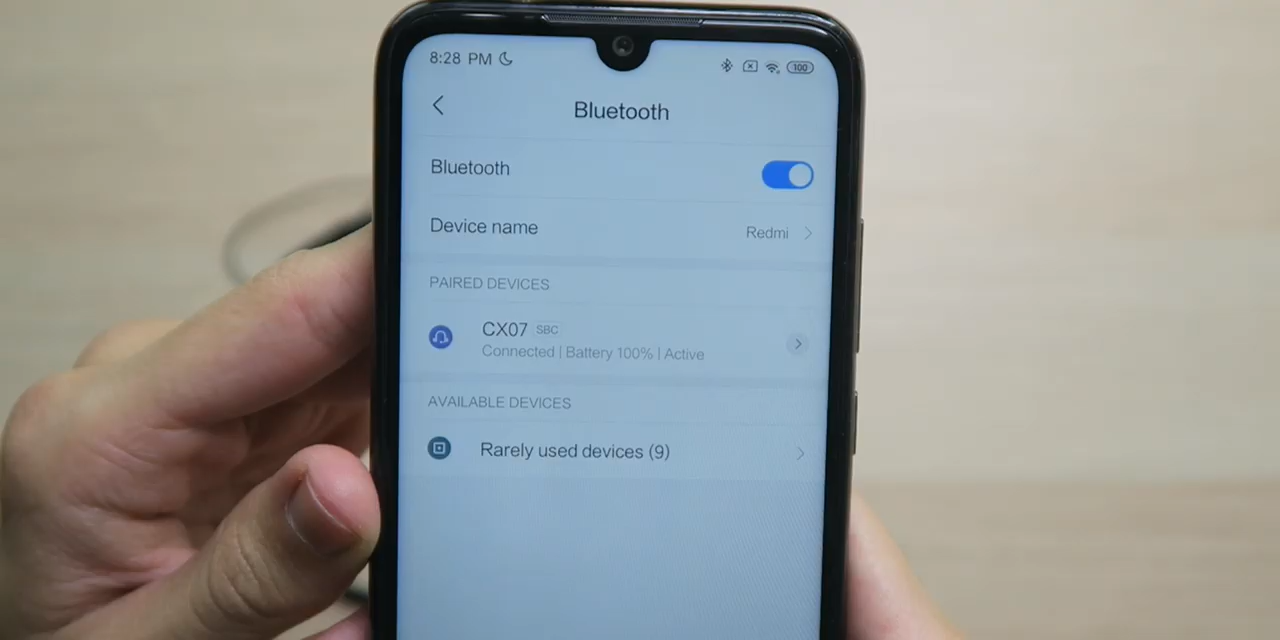 8:28 PM
100
Bluetooth
Bluetooth
Device name
Redmi
PAIRED DEVICES
CX07 SBC
Connected | Battery 100% | Active
AVAILABLE DEVICES
Rarely used devices (9)